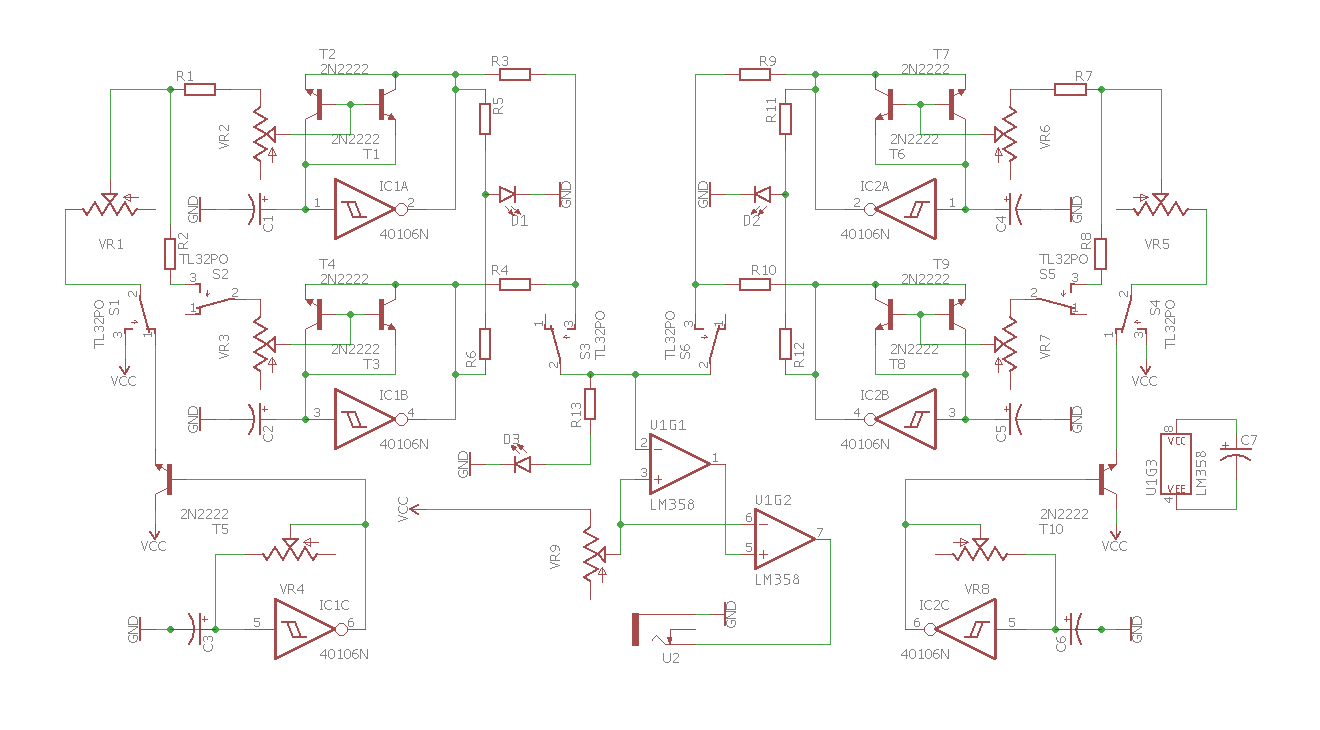 T2
2N2222
R1
R3
VR2
R5
2N2222
T1
IC1A
GND
C1
1
2
40106N
GND
D1
VR1
R2
TL32PO
S2
3
2
1
T4
2N2222
R4
S1
TL32PO
2
3
1
VCC
VR3
2N2222
T3
R6
1
3
S3
TL32PO
2
IC1B
GND
C2
3
4
40106N
R13
D3
GND
2N2222
T5
VCC
VR4
IC1C
GND
C3
5
6
40106N
T7
2N2222
R9
R7
R11
VR6
2N2222
T6
IC2A
GND
D2
2
1
40106N
C4
GND
R8
VR5
TL32PO
S5
3
2
1
T9
2N2222
R10
S4
TL32PO
2
1
3
VCC
TL32PO
S6
1
3
2
R12
2N2222
T8
VR7
IC2B
4
3
40106N
C5
GND
U1G1
2
3
1
LM358
VCC
VR9
U1G2
6
5
7
LM358
GND
U2
8
VCC
U1G3
LM358
VEE
4
C7
2N2222
T10
VCC
VR8
IC2C
6
5
40106N
C6
GND